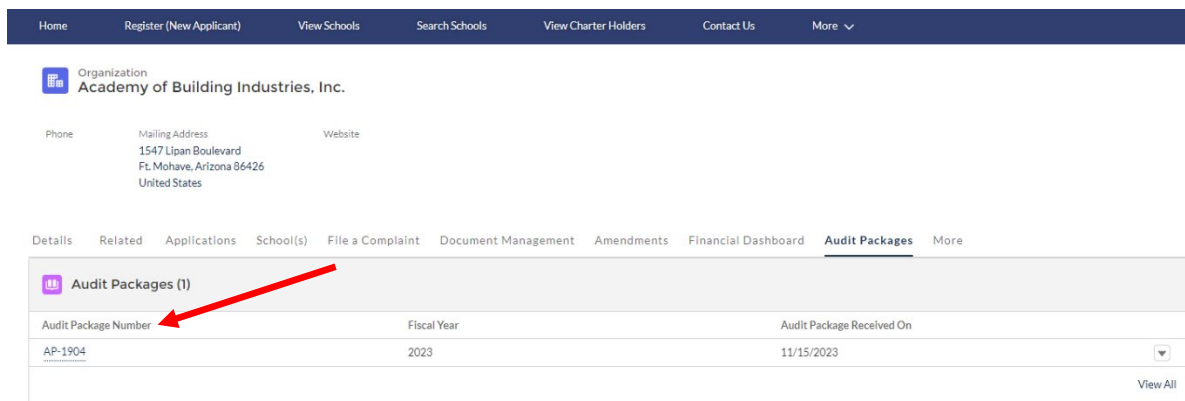 Home Register (New Applicant) View Schools Search Schools View Charter Holders Contact Us More
Organization
Academy of Building Industries, Inc.
Phone Mailing Address Website
1547 Lipan Boulevard
Ft. Mohave, Arizona 86426
United States
Details Related Applications School(s) File a Complaint Document Management Amendments Financial Dashboard Audit Packages More
Audit Packages (1)
Audit Package Number Fiscal Year Audit Package Received On
AP-1904 2023 11/15/2023
View All